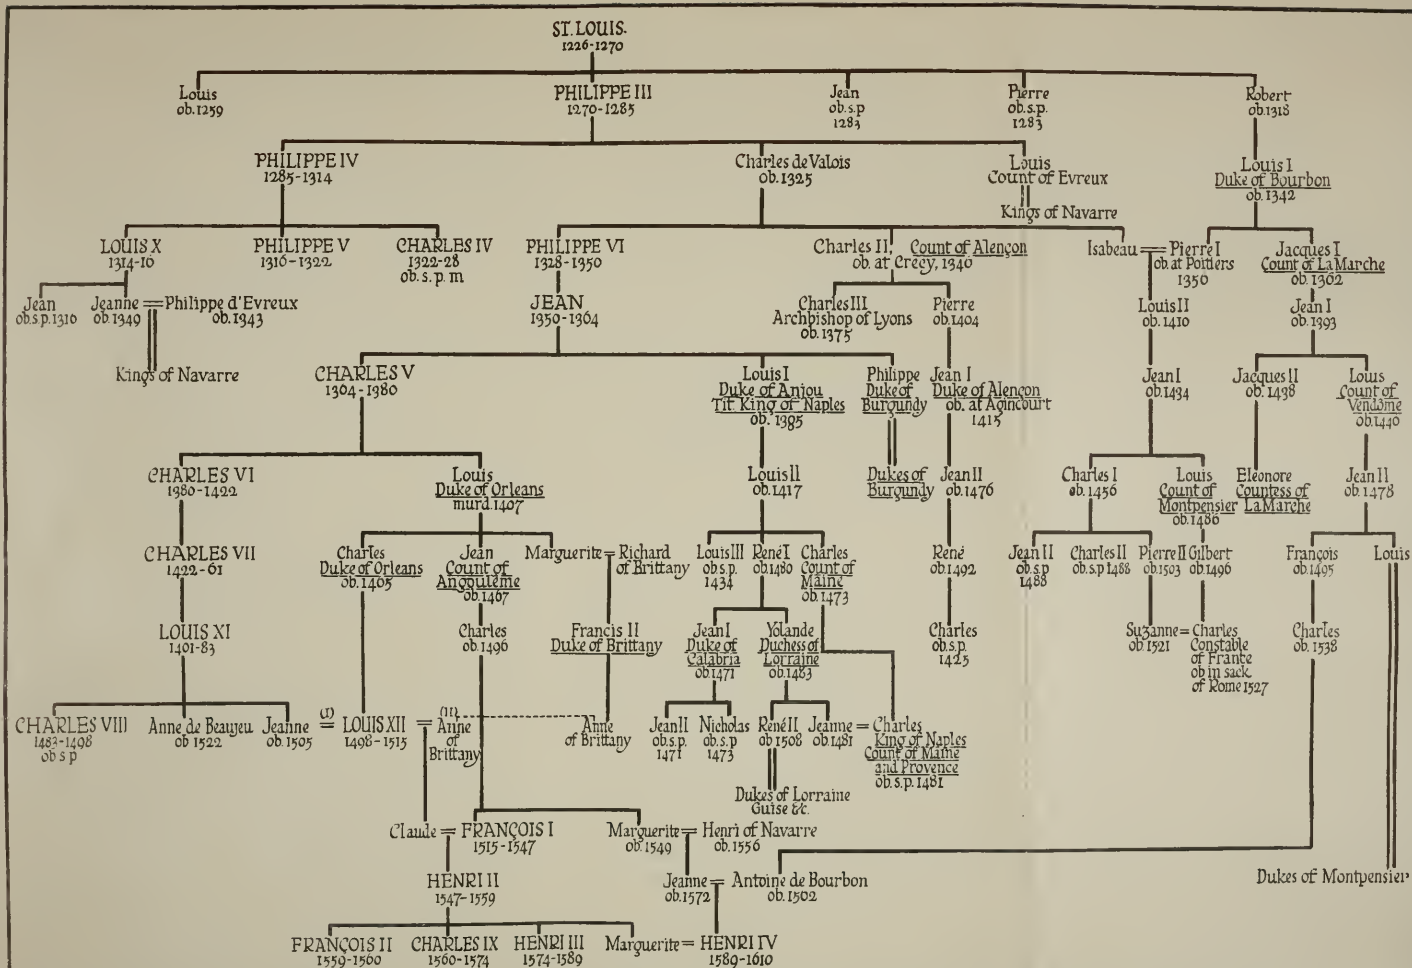 ST. LOUIS.
1226-1270
Louis
ob.1259
PHILIPPE III
1270-1285
Jean
ob.s.p
1283
Pierre
ob.s.p.
1283
Robert
ob.1318
PHILIPPE IV
1285-1314
Charles de Valois
ob.1325
Louis
Count of Evreux
Kings of Navarre
Louis I
Duke of Bourbon
ob.1342
LOUIS X
1314-16
PHILIPPE V
1316-1322
CHARLES IV
1322-28
ob.s.p.m
PHILIPPE VI
1328-1350
Charles II, Count of Alençon
ob. at Crécy, 1346
Isabeau = Pierre I
ob.at Poitiers
1356
Jacques I
Count of La Marche
ob.1362
Jean
ob.s.p.1316
Jeanne = Philippe d'Evreux
ob.1349
ob.1343
Kings of Navarre
JEAN
1350-1364
Charles III
Archbishop of Lyons
ob.1375
Pierre
ob.1404
Louis II
ob.1410
Jean I
ob.1393
CHARLES V
1364-1380
Louis I
Duke of Anjou
Tit. King of Naples
ob. 1385
Philippe
Duke of
Burgundy
Jean I
Duke of Alençon
ob. at Agincourt
1415
Jean I
ob.1434
Jacques II
ob.1438
Louis
Count of
Vendôme
ob.1446
CHARLES VI
1380-1422
Louis
Duke of Orleans
murd.1407
Louis II
ob.1417
Dukes of
Burgundy
Jean II
ob.1476
Charles I
ob.1456
Louis
Count of
Montpensier
ob.1486
Eleonore
Countess of
La Marche
Jean II
ob.1478
CHARLES VII
1422-61
Charles
Duke of Orleans
ob.1465
Jean
Count of
Angoulême
ob.1467
Marguerite = Richard
of Brittany
Louis III
ob.s.p.
1434
René I
ob.1480
Charles
Count of
Maine
ob.1473
René
ob.1492
Jean II
ob.s.p
1488
Charles II
ob.s.p 1488
Pierre II
ob.1503
Gilbert
ob.1496
François
ob.1495
Louis
LOUIS XI
1461-83
Charles
ob.1496
Francis II
Duke of Brittany
Jean I
Duke of
Calabria
ob.1471
Yolande
Duchess of
Lorraine
ob.1483
Charles
ob.s.p.
1425
Suzanne = Charles
ob.1521
Constable
of France
ob in sack
of Rome 1527
Charles
ob.1538
CHARLES VIII
1483-1498
ob s p
Anne de Beaujeu
ob 1522
Jeanne (I) = LOUIS XII = (II) Anne
ob.1505
1498-1515
of
Brittany
Anne
of Brittany
Jean II
ob.s.p.
1471
Nicholas
ob.s.p
1473
René II
ob 1508
Jeanne = Charles
ob.1481
King of Naples
Count of Maine
and Provence
ob.s.p.1481
Dukes of Lorraine
Guise &c.
Claude = FRANÇOIS I
1515-1547
Marguerite = Henri of Navarre
ob.1549
ob.1556
HENRI II
1547-1559
Jeanne = Antoine de Bourbon
ob.1572
ob.1562
Dukes of Montpensier
FRANÇOIS II
1559-1560
CHARLES IX
1560-1574
HENRI III
1574-1589
Marguerite = HENRI IV
1589-1610